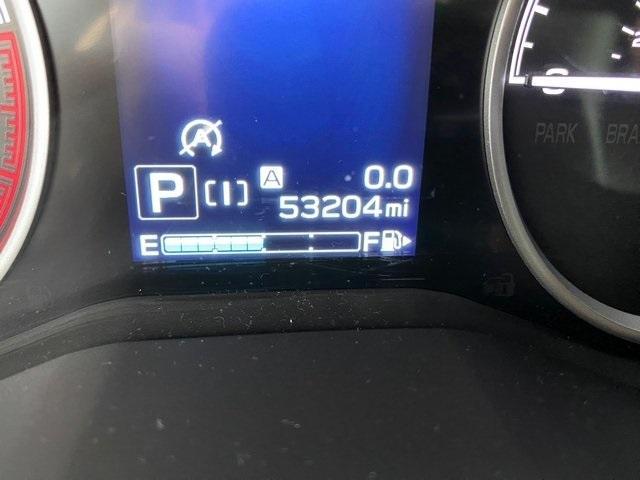 A
P (I) A 0.0
53204mi
E F
PARK BRA